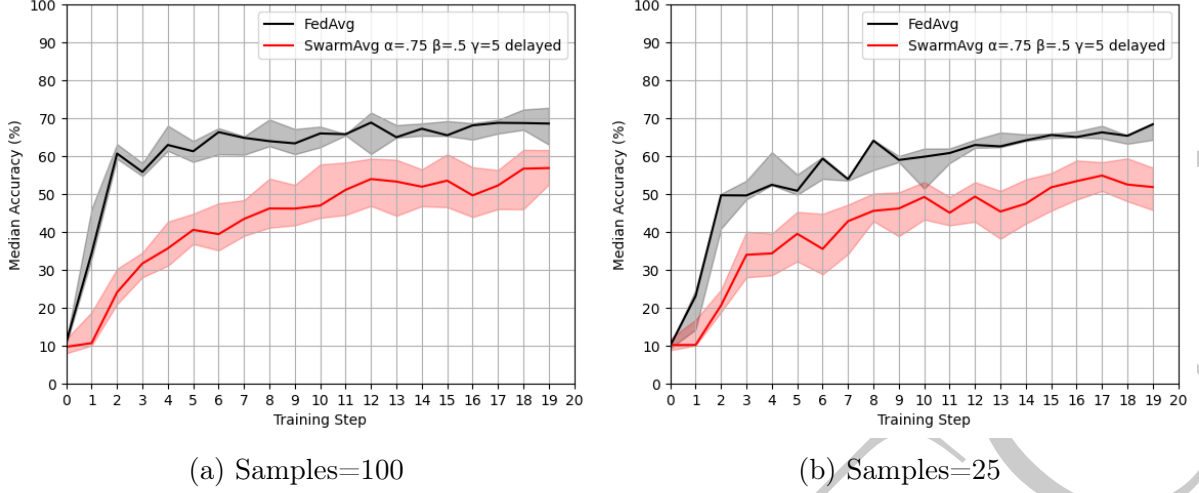 FedAvg
SwarmAvg α=.75 β=.5 γ=5 delayed
Median Accuracy (%)
100
90
80
70
60
50
40
30
20
10
0
0 1 2 3 4 5 6 7 8 9 10 11 12 13 14 15 16 17 18 19 20
Training Step
(a) Samples=100
FedAvg
SwarmAvg α=.75 β=.5 γ=5 delayed
Median Accuracy (%)
100
90
80
70
60
50
40
30
20
10
0
0 1 2 3 4 5 6 7 8 9 10 11 12 13 14 15 16 17 18 19 20
Training Step
(b) Samples=25